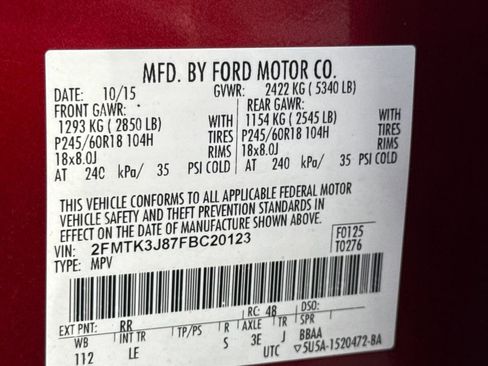 MFD. BY FORD MOTOR CO.
DATE: 10/15 GVWR: 2422 KG ( 5340 LB)
FRONT GAWR: REAR GAWR:
1293 KG ( 2850 LB) WITH 1154 KG ( 2545 LB) WITH
P245/60R18 104H TIRES P245/60R18 104H TIRES
18x8.0J RIMS 18x8.0J RIMS
AT 240 kPa/ 35 PSI COLD AT 240 kPa/ 35 PSI COLD
THIS VEHICLE CONFORMS TO ALL APPLICABLE FEDERAL MOTOR
VEHICLE SAFETY AND THEFT PREVENTION STANDARDS IN
EFFECT ON THE DATE OF MANUFACTURE SHOWN ABOVE.
VIN: 2FMTK3J87FBC20123 F0125
TYPE: MPV T0276
EXT PNT: RR RC: 48 DSO:
WB INT TR TP/PS R AXLE TR SPR
112 LE S 3E J BBAA
UTC 5U5A-1520472-BA